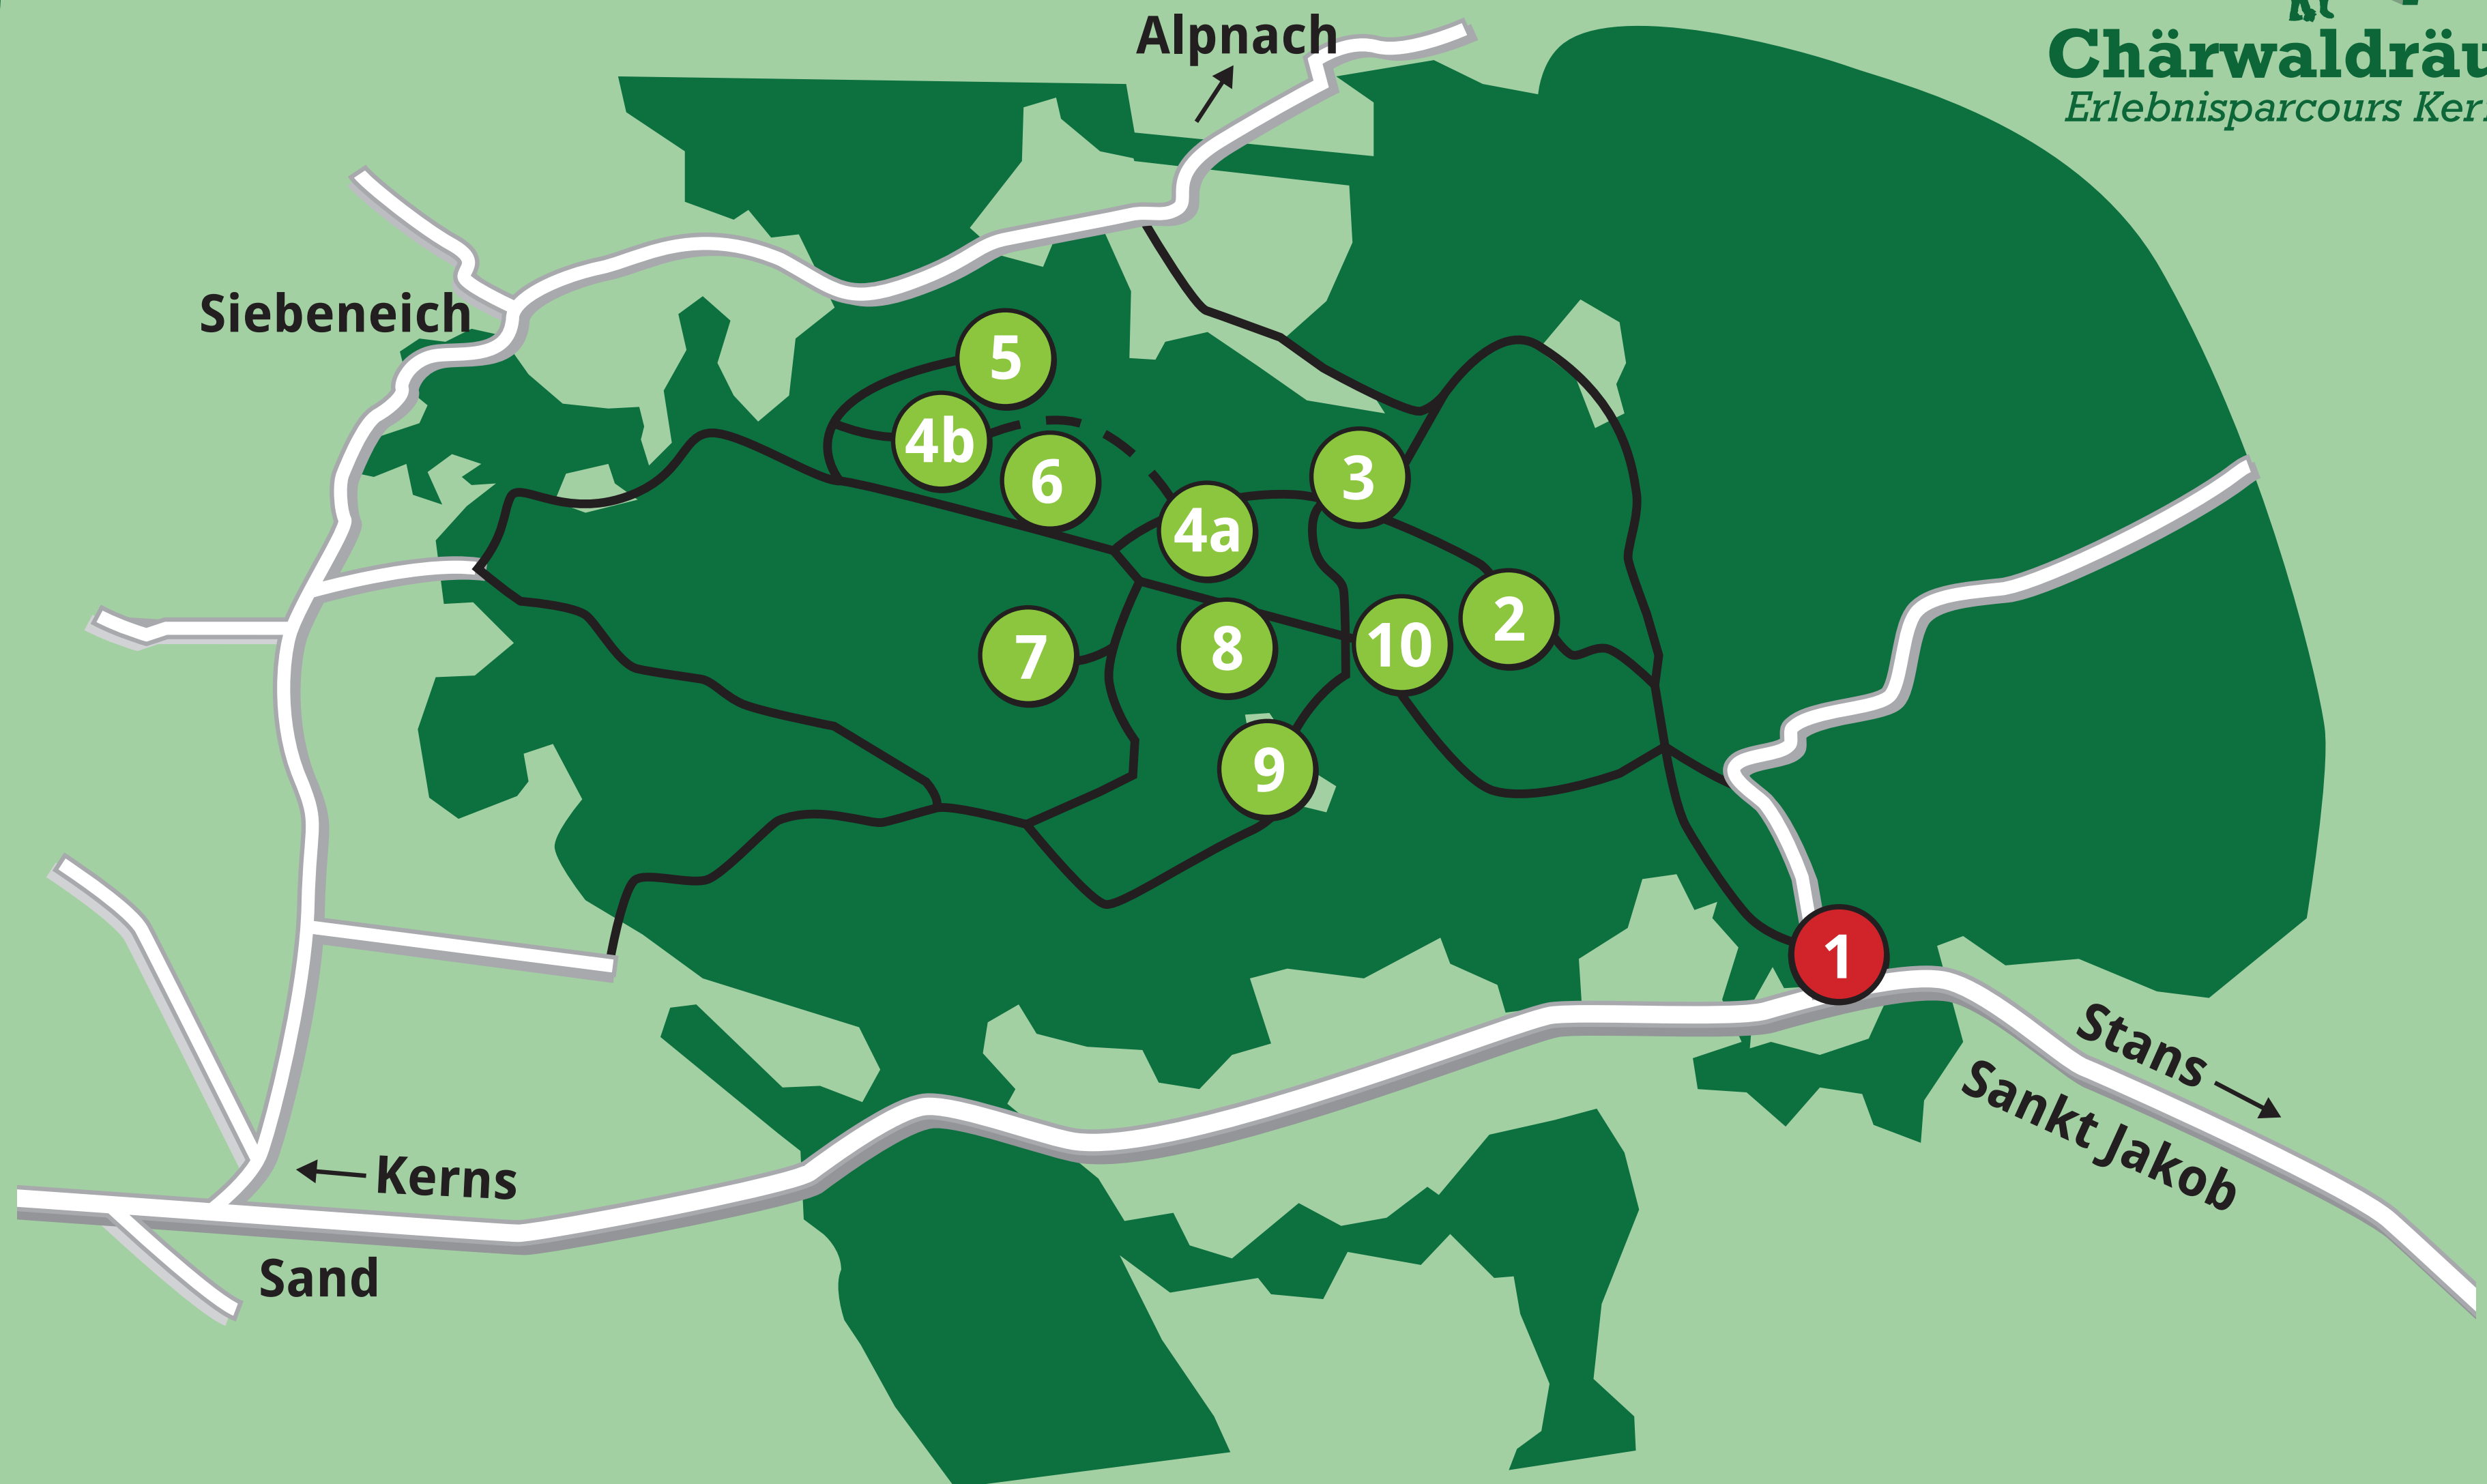 Alpnach
Chärwaldräu
Erlebnisparcours Ker
Siebeneich
5
4b
6
3
4a
2
10
8
7
9
1
Stans
Sankt Jakob
Kerns
Sand